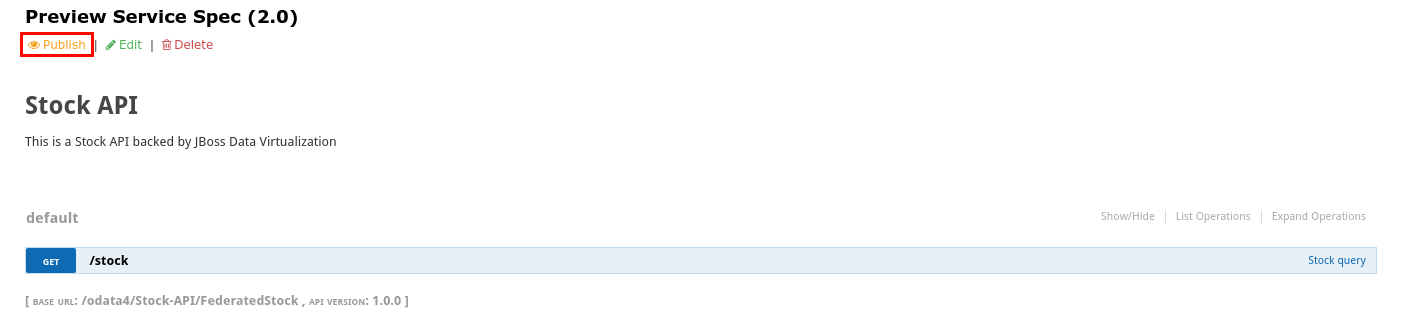 Preview Service Spec (2.0)
Publish | Edit | Delete
Stock API
This is a Stock API backed by JBoss Data Virtualization
default Show/Hide List Operations Expand Operations
GET /stock Stock query
[ BASE URL: /odata4/Stock-API/FederatedStock , API VERSION: 1.0.0 ]